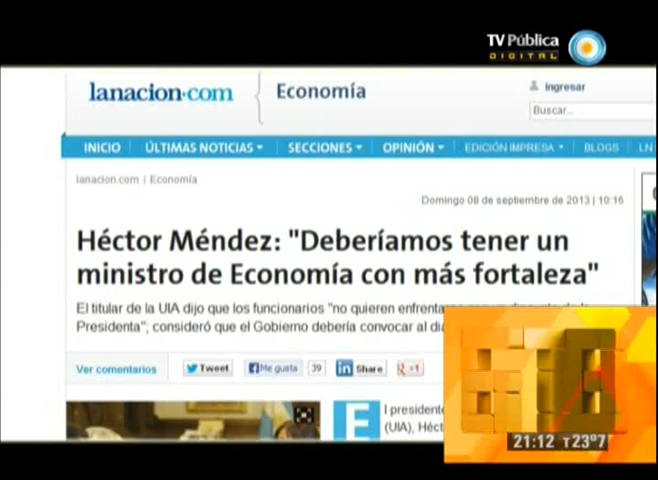 TV Pública
DIGITAL
lanacion.com
Economía
Ingresar
Buscar...
INICIO
ÚLTIMAS NOTICIAS
SECCIONES
OPINIÓN
EDICIÓN IMPRESA
BLOGS
LN
lanacion.com | Economía
Domingo 08 de septiembre de 2013 | 10:16
Héctor Méndez: "Deberíamos tener un
ministro de Economía con más fortaleza"
El titular de la UIA dijo que los funcionarios "no quieren
Presidenta"; consideró que el Gobierno debería convocar al
Ver comentarios
Tweet
Me gusta
39
Share
+1
El presidente
(UIA), Héct
21:12 T23°7